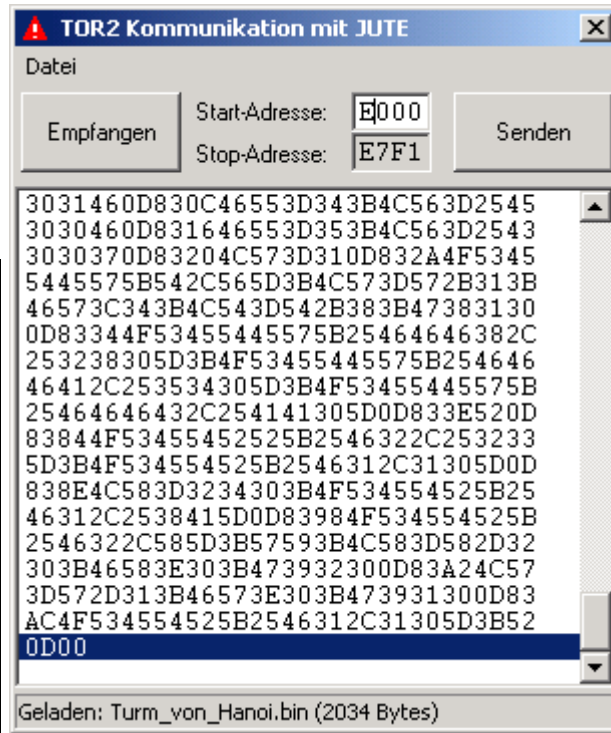 TOR2 Kommunikation mit JUTE
Datei
Empfangen
Start-Adresse: E000
Stop-Adresse: E7F1
Senden
3031460D830C46553D343B4C563D2545
3030460D831646553D353B4C563D2543
3030370D83204C573D310D832A4F5345
5445575B542C565D3B4C573D572B313B
46573C343B4C543D542B383B47383130
0D83344F53455445575B25464646382C
253238305D3B4F53455445575B254646
46412C253534305D3B4F53455445575B
25464646432C254141305D0D833E520D
83844F534554452525B2546322C253233
5D3B4F534554525B2546312C31305D0D
838E4C583D3234303B4F534554525B25
46312C2538415D0D83984F534554525B
2546322C585D3B57593B4C583D582D32
303B46583E303B473932300D83A24C57
3D572D313B46573E303B473931300D83
AC4F534554525B2546312C31305D3B52
0D00
Geladen: Turm_von_Hanoi.bin (2034 Bytes)